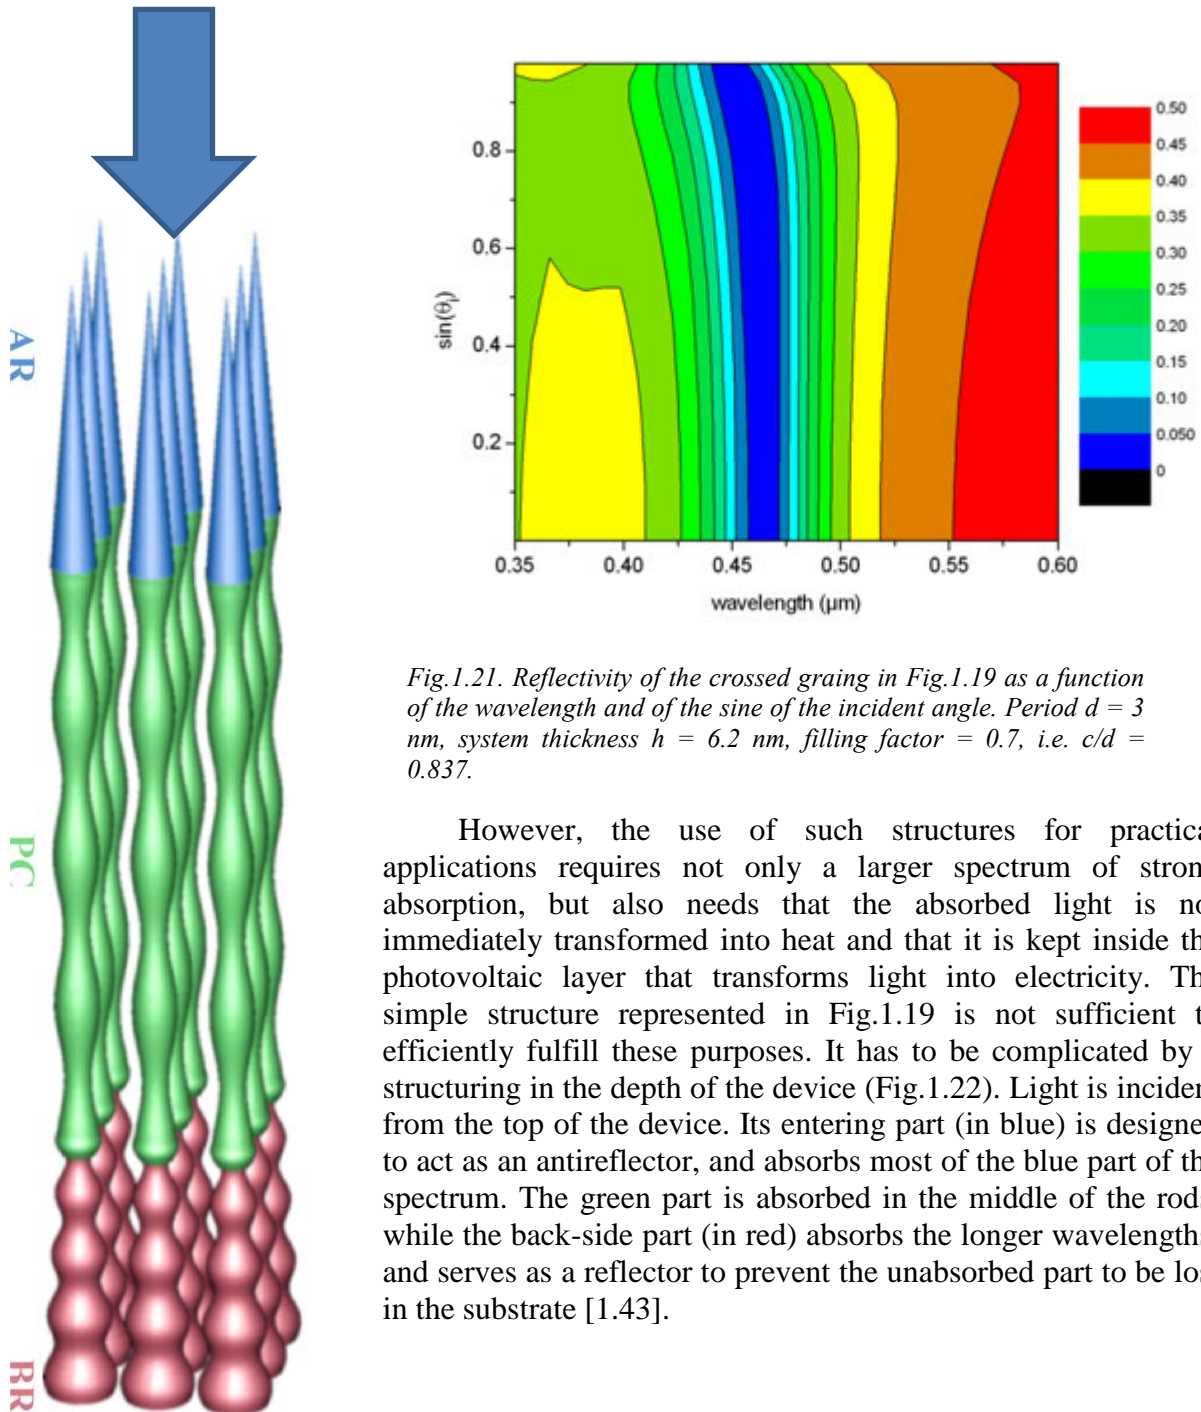 AR
PC
BR
sin(θi)
0.8
0.6
0.4
0.2
0.35 0.40 0.45 0.50 0.55 0.60
wavelength (µm)
0.50
0.45
0.40
0.35
0.30
0.25
0.20
0.15
0.10
0.050
0
Fig.1.21. Reflectivity of the crossed graing in Fig.1.19 as a function
of the wavelength and of the sine of the incident angle. Period d = 3
nm, system thickness h = 6.2 nm, filling factor = 0.7, i.e. c/d =
0.837.
However, the use of such structures for practica
applications requires not only a larger spectrum of stron
absorption, but also needs that the absorbed light is no
immediately transformed into heat and that it is kept inside th
photovoltaic layer that transforms light into electricity. Th
simple structure represented in Fig.1.19 is not sufficient t
efficiently fulfill these purposes. It has to be complicated by
structuring in the depth of the device (Fig.1.22). Light is inciden
from the top of the device. Its entering part (in blue) is designe
to act as an antireflector, and absorbs most of the blue part of th
spectrum. The green part is absorbed in the middle of the rods
while the back-side part (in red) absorbs the longer wavelengths
and serves as a reflector to prevent the unabsorbed part to be los
in the substrate [1.43].